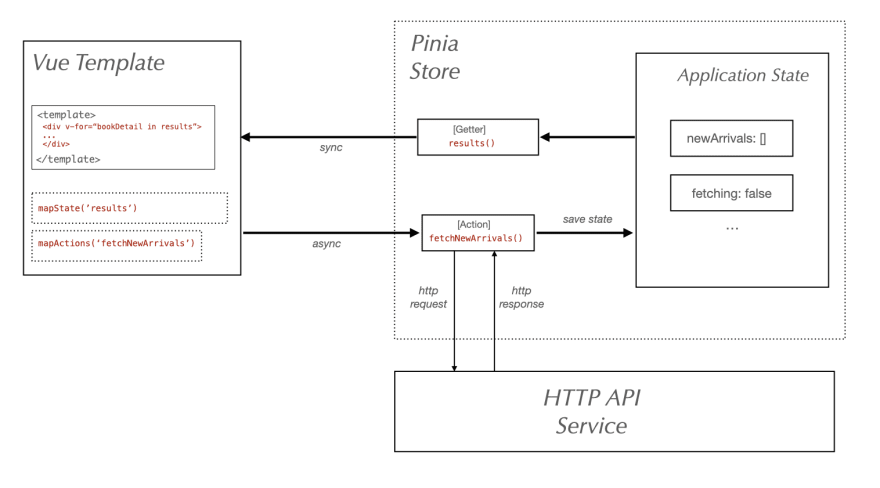 Vue Template
<template>
<div v-for=“bookDetail in results”>
...
</div>
</template>
mapState(’results‘)
mapActions(‘fetchNewArrivals’)
sync
async
Pinia
Store
[Getter]
results()
[Action]
fetchNewArrivals()
save state
http
request
http
response
Application State
newArrivals: []
fetching: false
...
HTTP API
Service